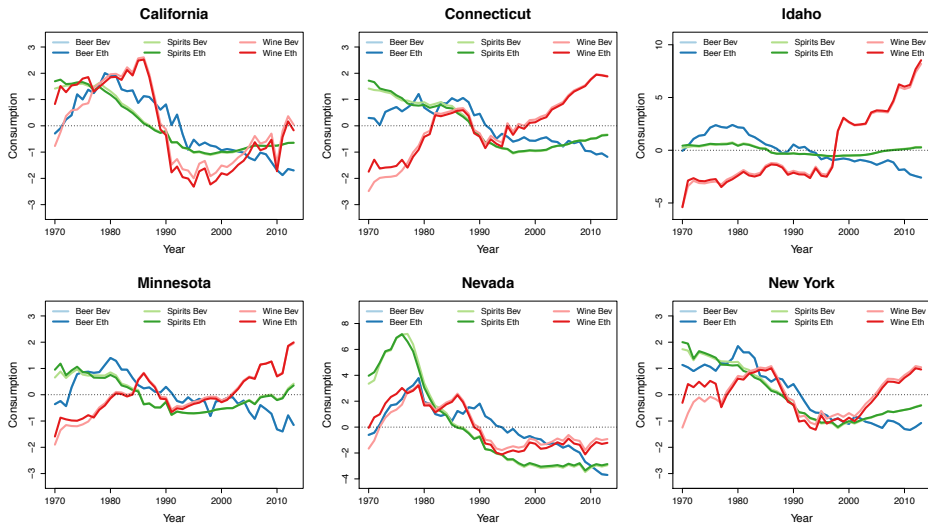 California
Beer Bev Spirits Bev Wine Bev
Beer Eth Spirits Eth Wine Eth
3
2
1
0
-1
-2
-3
Consumption
1970 1980 1990 2000 2010
Year
Connecticut
Beer Bev Spirits Bev Wine Bev
Beer Eth Spirits Eth Wine Eth
3
2
1
0
-1
-2
-3
Consumption
1970 1980 1990 2000 2010
Year
Idaho
Beer Bev Spirits Bev Wine Bev
Beer Eth Spirits Eth Wine Eth
10
5
0
-5
Consumption
1970 1980 1990 2000 2010
Year
Minnesota
Beer Bev Spirits Bev Wine Bev
Beer Eth Spirits Eth Wine Eth
3
2
1
0
-1
-2
-3
Consumption
1970 1980 1990 2000 2010
Year
Nevada
Beer Bev Spirits Bev Wine Bev
Beer Eth Spirits Eth Wine Eth
8
6
4
2
0
-2
-4
Consumption
1970 1980 1990 2000 2010
Year
New York
Beer Bev Spirits Bev Wine Bev
Beer Eth Spirits Eth Wine Eth
3
2
1
0
-1
-2
-3
Consumption
1970 1980 1990 2000 2010
Year